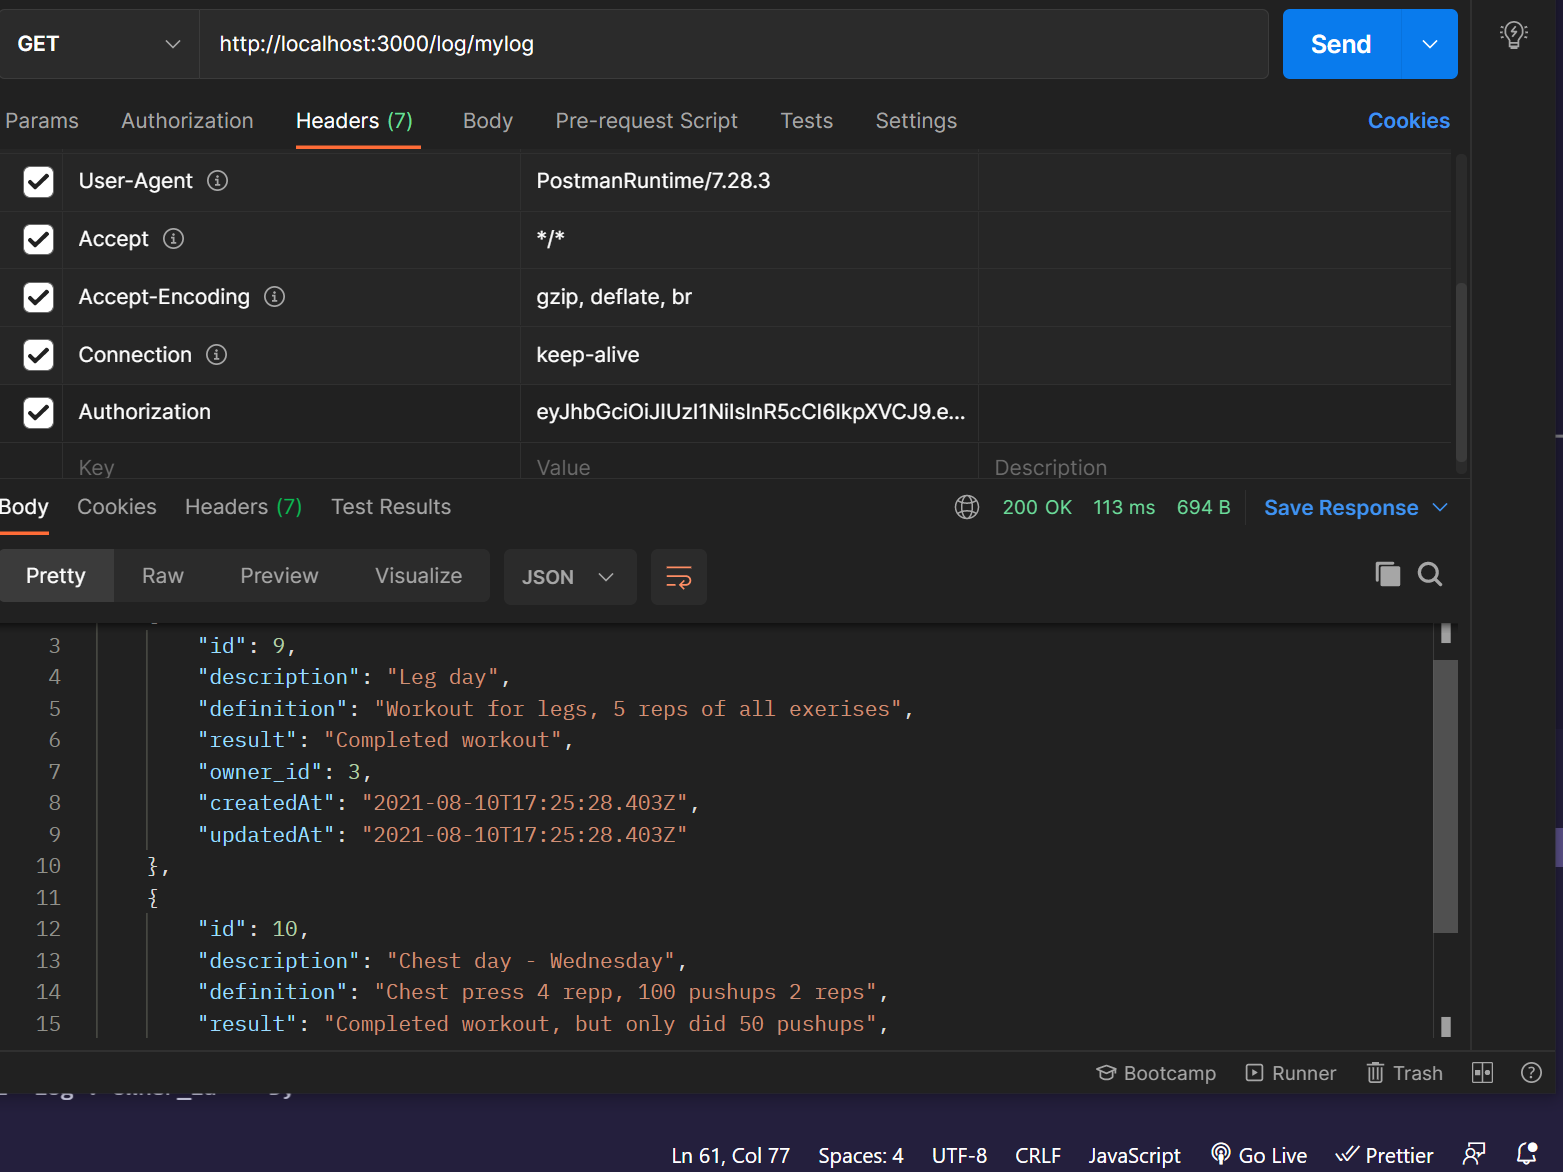 GET http://localhost:3000/log/mylog Send
Params Authorization Headers (7) Body Pre-request Script Tests Settings Cookies
User-Agent PostmanRuntime/7.28.3
Accept */*
Accept-Encoding gzip, deflate, br
Connection keep-alive
Authorization eyJhbGciOiJIUzI1NiIsInR5cCI6IkpXVCJ9.e...
Key Value Description
Body Cookies Headers (7) Test Results 200 OK 113 ms 694 B Save Response
Pretty Raw Preview Visualize JSON
3 "id": 9,
4 "description": "Leg day",
5 "definition": "Workout for legs, 5 reps of all exerises",
6 "result": "Completed workout",
7 "owner_id": 3,
8 "createdAt": "2021-08-10T17:25:28.403Z",
9 "updatedAt": "2021-08-10T17:25:28.403Z"
10 },
11 {
12 "id": 10,
13 "description": "Chest day - Wednesday",
14 "definition": "Chest press 4 repp, 100 pushups 2 reps",
15 "result": "Completed workout, but only did 50 pushups",
Bootcamp Runner Trash
Ln 61, Col 77 Spaces: 4 UTF-8 CRLF JavaScript Go Live Prettier